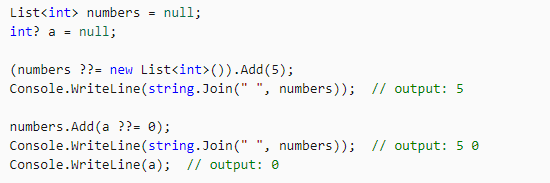 List<int> numbers = null;
int? a = null;

(numbers ??= new List<int>()).Add(5);
Console.WriteLine(string.Join(" ", numbers));  // output: 5

numbers.Add(a ??= 0);
Console.WriteLine(string.Join(" ", numbers));  // output: 5 0
Console.WriteLine(a);  // output: 0